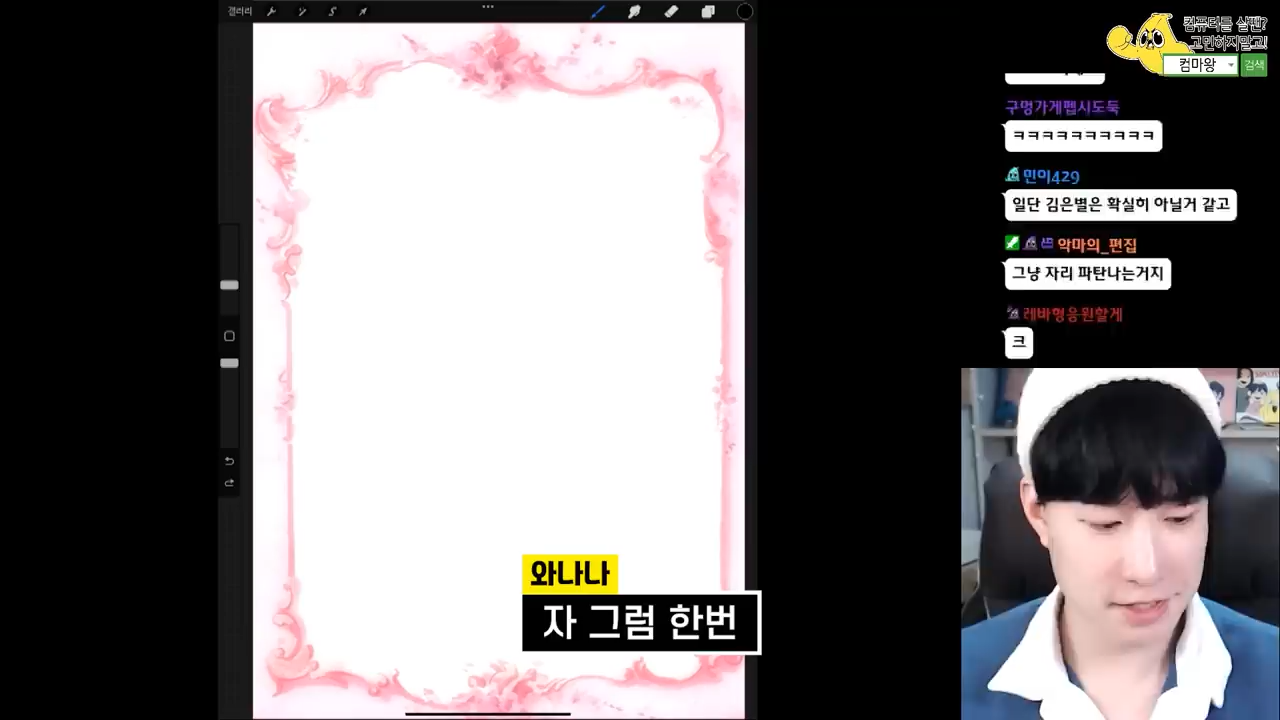 갤러리
컴퓨터를 살땐?
고민하지말고!
컴마왕
검색
구멍가게펩시도둑
ㅋㅋㅋㅋㅋㅋㅋㅋㅋㅋ
민이429
일단 김은별은 확실히 아닐거 같고
악마의_편집
그냥 자리 파탄나는거지
레바형응원할게
크
와나나
자 그럼 한번